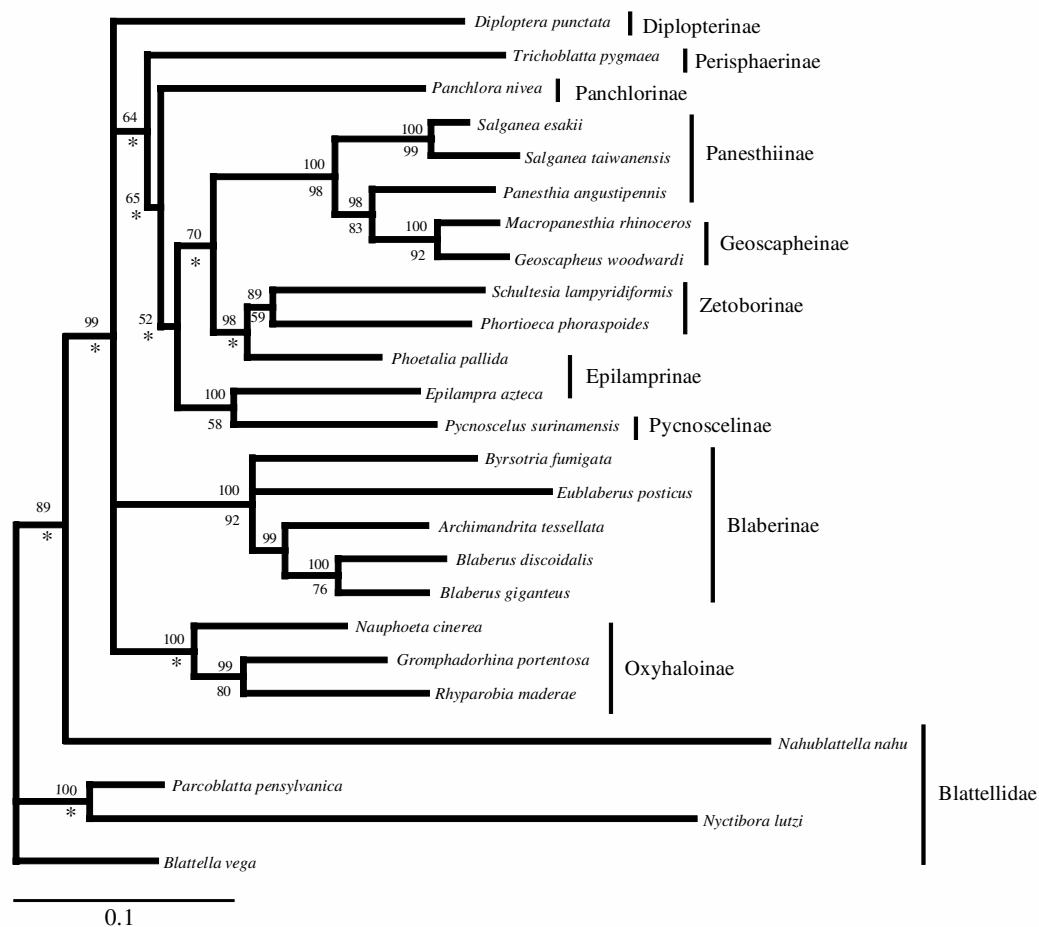 Diploptera punctata
Diplopterinae
Trichoblatta pygmaea
Perisphaerinae
Panchlora nivea
Panchlorinae
64
*
Salganea esakii
100
99
Salganea taiwanensis
Panesthiinae
100
98
Panesthia angustipennis
65
*
98
83
Macropanesthia rhinoceros
100
92
Geoscapheus woodwardi
Geoscapheinae
70
*
Schultesia lampyridiformis
89
59
Phortioeca phoraspoides
Zetoborinae
52
*
98
*
99
*
Phoetalia pallida
Epilamprinae
Epilampra azteca
100
58
Pycnoscelus surinamensis
Pycnoscelinae
Byrsotria fumigata
100
92
Eublaberus posticus
Blaberinae
89
*
Archimandrita tessellata
99
Blaberus discoidalis
100
76
Blaberus giganteus
Nauphoeta cinerea
100
*
Gromphadorhina portentosa
99
80
Rhyparobia maderae
Oxyhaloinae
Nahublattella nahu
Parcoblatta pensylvanica
100
*
Nyctibora lutzi
Blattellidae
Blattella vega
0.1